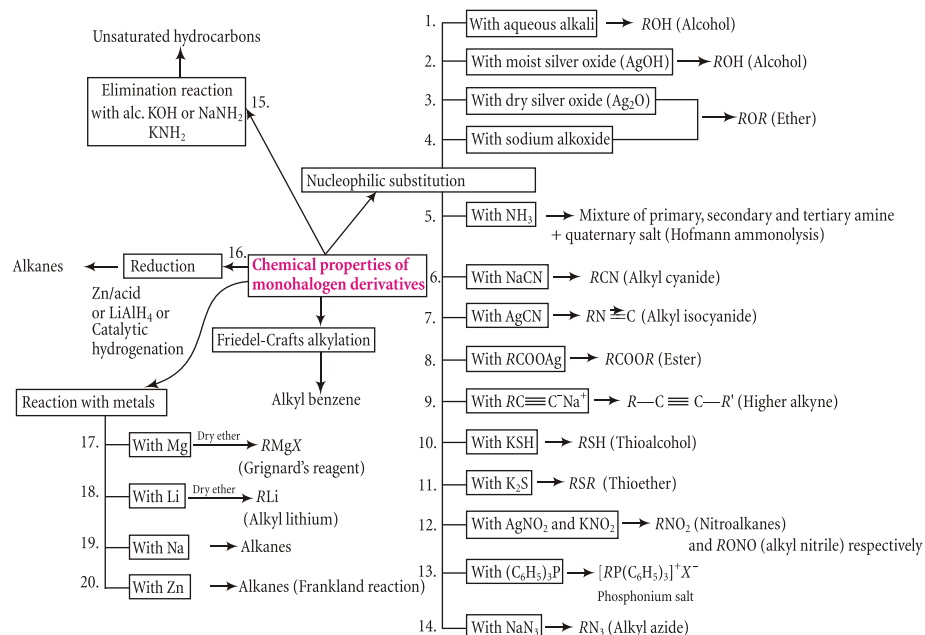 Chemical properties of
monohalogen derivatives
Nucleophilic substitution
1. With aqueous alkali → ROH (Alcohol)
2. With moist silver oxide (AgOH) → ROH (Alcohol)
3. With dry silver oxide (Ag₂O)
4. With sodium alkoxide
→ ROR (Ether)
5. With NH₃ → Mixture of primary, secondary and tertiary amine
+ quaternary salt (Hofmann ammonolysis)
6. With NaCN → RCN (Alkyl cyanide)
7. With AgCN → RN⩬C (Alkyl isocyanide)
8. With RCOOAg → RCOOR (Ester)
9. With RC≡C⁻Na⁺ → R—C≡C—R' (Higher alkyne)
10. With KSH → RSH (Thioalcohol)
11. With K₂S → RSR (Thioether)
12. With AgNO₂ and KNO₂ → RNO₂ (Nitroalkanes)
and RONO (alkyl nitrile) respectively
13. With (C₆H₅)₃P → [RP(C₆H₅)₃]⁺X⁻
Phosphonium salt
14. With NaN₃ → RN₃ (Alkyl azide)
Unsaturated hydrocarbons
15.
Elimination reaction
with alc. KOH or NaNH₂
KNH₂
16.
Alkanes ← Reduction
Zn/acid
or LiAlH₄ or
Catalytic
hydrogenation
Friedel-Crafts alkylation
Alkyl benzene
Reaction with metals
17. With Mg Dry ether → RMgX
(Grignard's reagent)
18. With Li Dry ether → RLi
(Alkyl lithium)
19. With Na → Alkanes
20. With Zn → Alkanes (Frankland reaction)